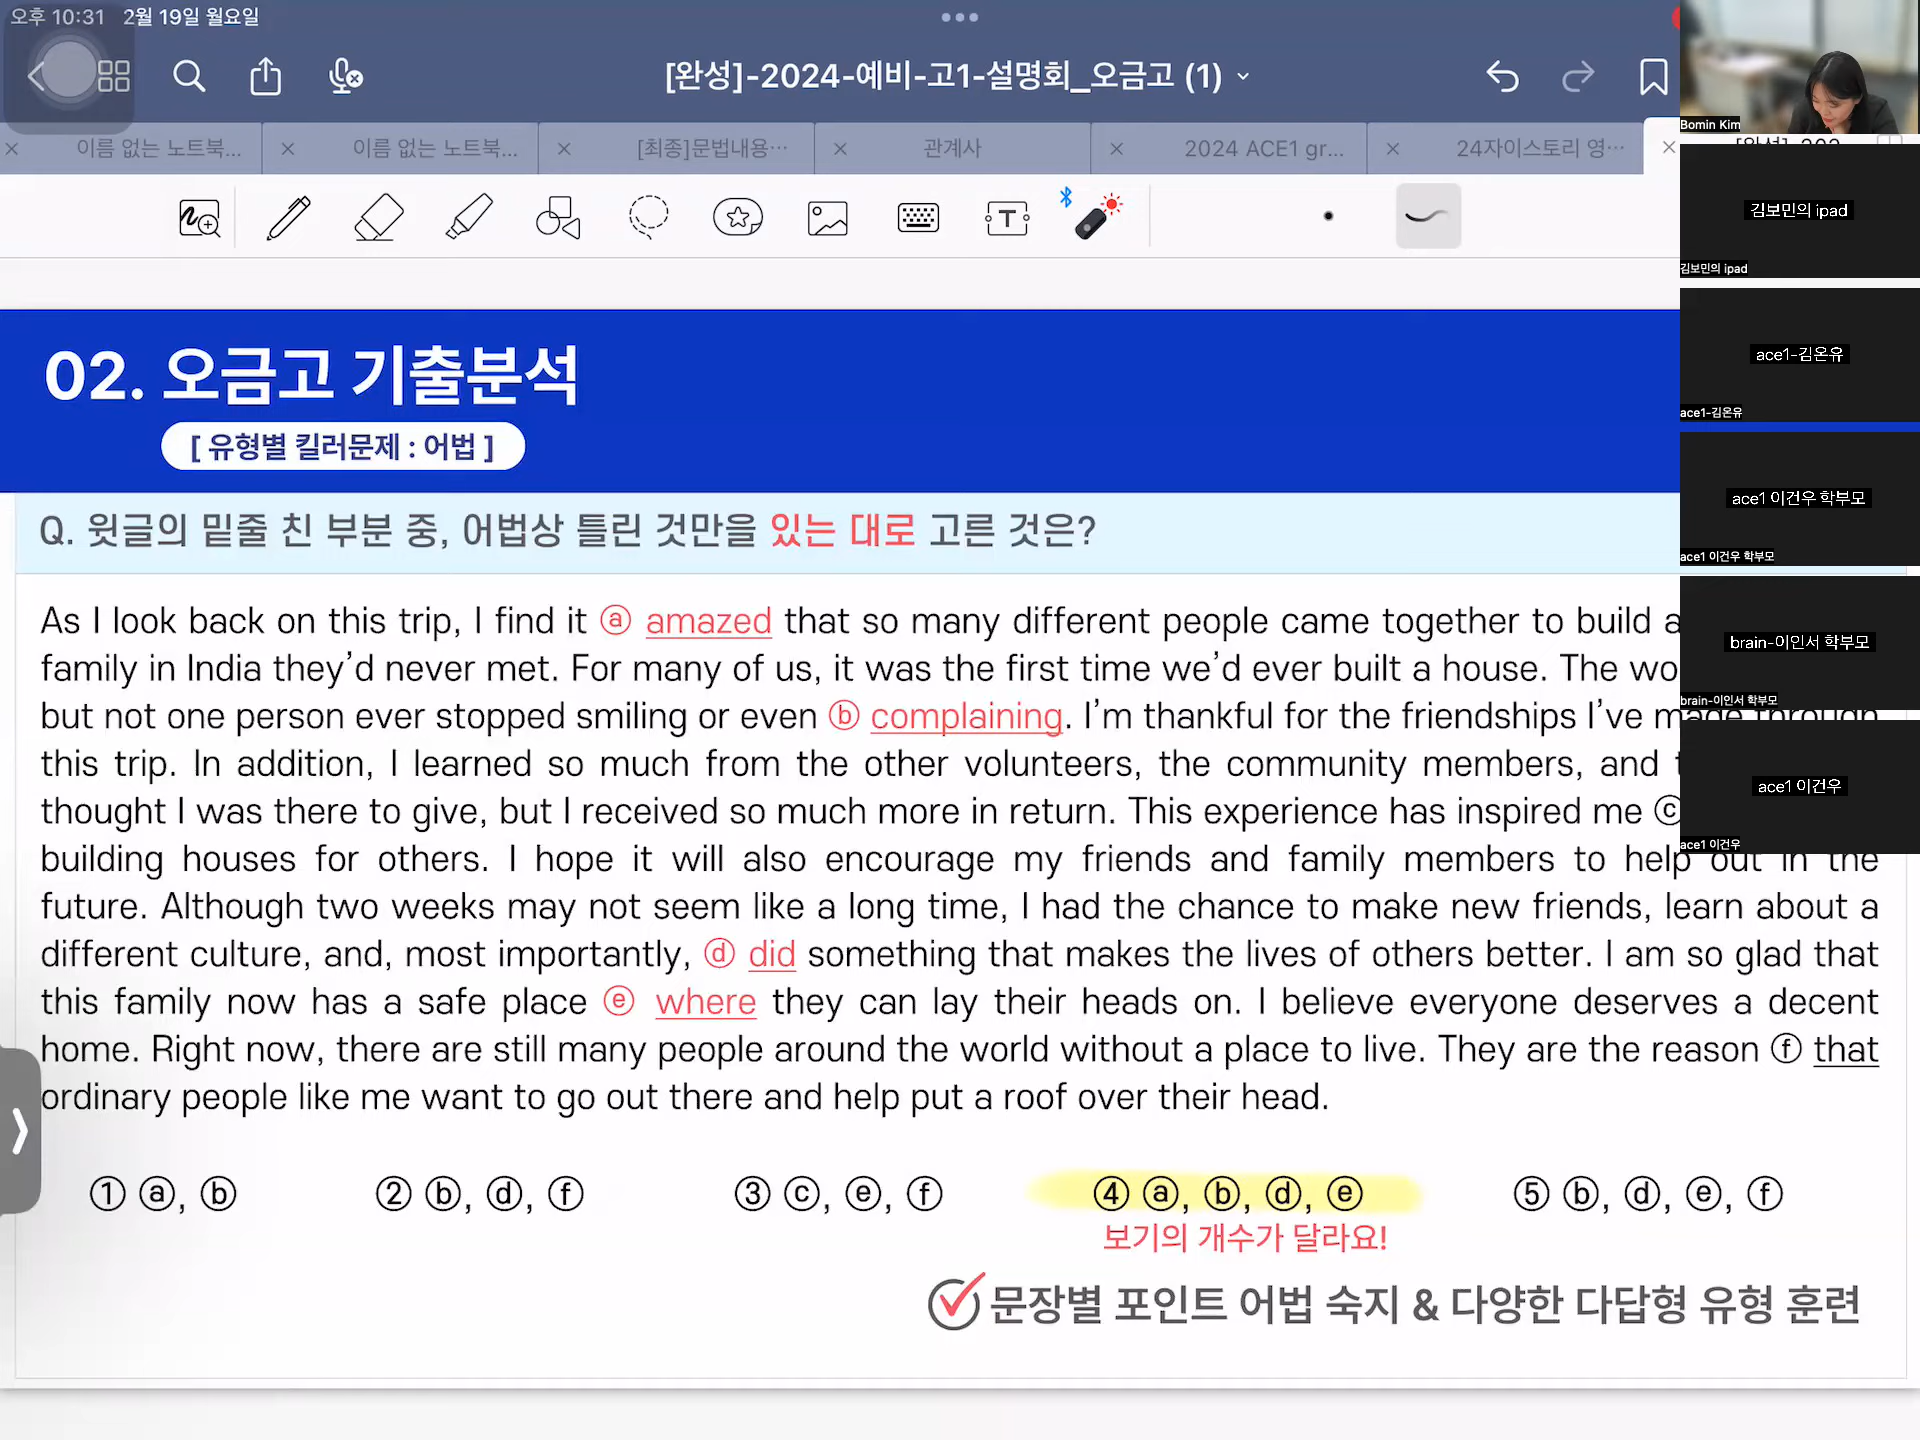 오후 10:31 2월 19일 월요일
[완성]-2024-예비-고1-설명회_오금고 (1)
이름 없는 노트북...
이름 없는 노트북...
[최종]문법내용…
관계사
2024 ACE1 gr...
24자이스토리 영…
02. 오금고 기출분석
[ 유형별 킬러문제 : 어법 ]
Q. 윗글의 밑줄 친 부분 중, 어법상 틀린 것만을 있는 대로 고른 것은?
As I look back on this trip, I find it ⓐ amazed that so many different people came together to build a
family in India they’d never met. For many of us, it was the first time we’d ever built a house. The
but not one person ever stopped smiling or even ⓑ complaining. I’m thankful for the friendships I’ve made through
this trip. In addition, I learned so much from the other volunteers, the community members, and
thought I was there to give, but I received so much more in return. This experience has inspired me ⓒ
building houses for others. I hope it will also encourage my friends and family members to help out in the
future. Although two weeks may not seem like a long time, I had the chance to make new friends, learn about a
different culture, and, most importantly, ⓓ did something that makes the lives of others better. I am so glad that
this family now has a safe place ⓔ where they can lay their heads on. I believe everyone deserves a decent
home. Right now, there are still many people around the world without a place to live. They are the reason ⓕ that
ordinary people like me want to go out there and help put a roof over their head.
① ⓐ, ⓑ
② ⓑ, ⓓ, ⓕ
③ ⓒ, ⓔ, ⓕ
④ ⓐ, ⓑ, ⓓ, ⓔ
⑤ ⓑ, ⓓ, ⓔ, ⓕ
보기의 개수가 달라요!
문장별 포인트 어법 숙지 & 다양한 다답형 유형 훈련
Bomin Kim
김보민의 ipad
김보민의 ipad
ace1-김온유
ace1-김온유
ace1 이건우 학부모
ace1 이건우 학부모
brain-이인서 학부모
brain-이인서 학부모
ace1 이건우
ace1 이건우